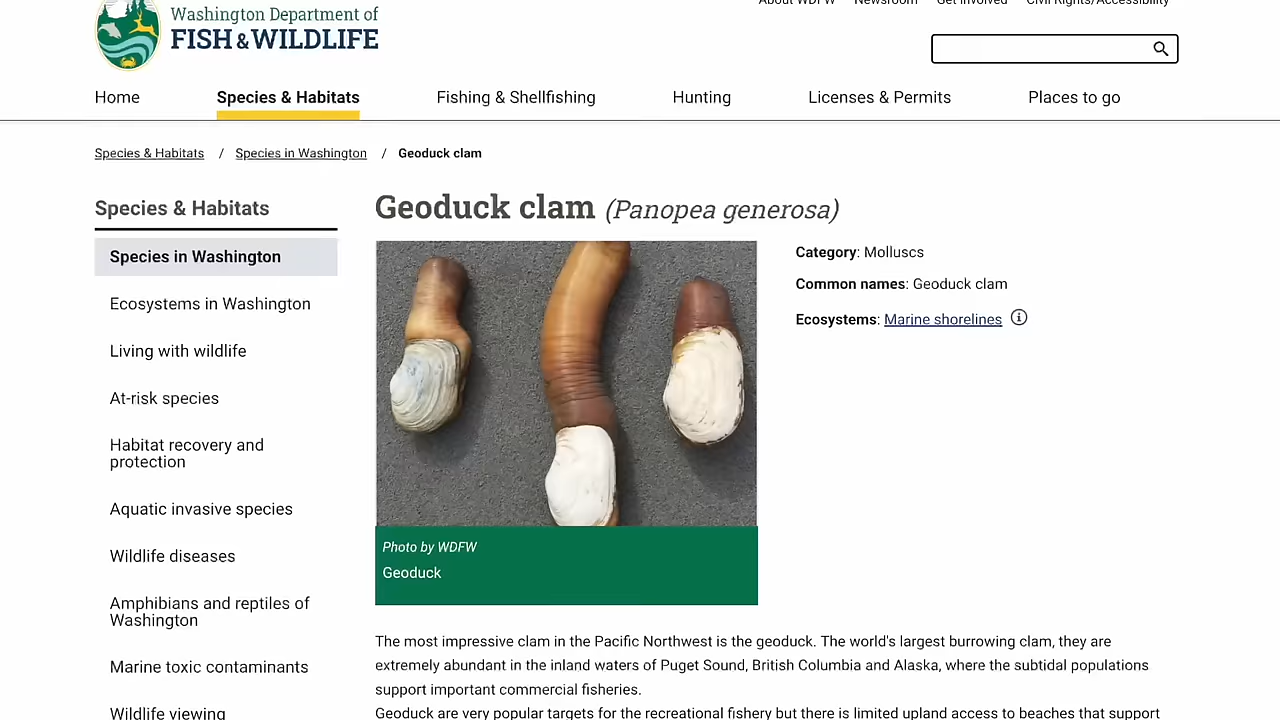 Washington Department of
FISH & WILDLIFE
About WDFW Newsroom Get Involved Civil Rights/Accessibility
Home Species & Habitats Fishing & Shellfishing Hunting Licenses & Permits Places to go
Species & Habitats / Species in Washington / Geoduck clam
Species & Habitats
Species in Washington
Ecosystems in Washington
Living with wildlife
At-risk species
Habitat recovery and
protection
Aquatic invasive species
Wildlife diseases
Amphibians and reptiles of
Washington
Marine toxic contaminants
Wildlife viewing
Geoduck clam (Panopea generosa)
Photo by WDFW
Geoduck
Category: Molluscs
Common names: Geoduck clam
Ecosystems: Marine shorelines
The most impressive clam in the Pacific Northwest is the geoduck. The world's largest burrowing clam, they are
extremely abundant in the inland waters of Puget Sound, British Columbia and Alaska, where the subtidal populations
support important commercial fisheries.
Geoduck are very popular targets for the recreational fishery but there is limited upland access to beaches that support